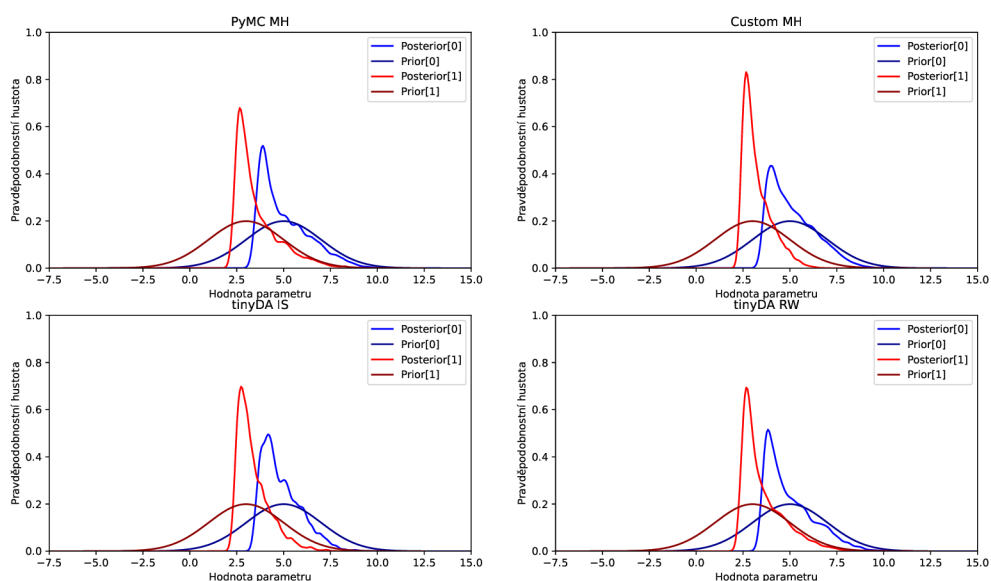 PyMC MH
Pravděpodobnostní hustota
1.0
0.8
0.6
0.4
0.2
0.0
−7.5 −5.0 −2.5 0.0 2.5 5.0 7.5 10.0 12.5 15.0
Hodnota parametru
Posterior[0]
Prior[0]
Posterior[1]
Prior[1]
Custom MH
Pravděpodobnostní hustota
1.0
0.8
0.6
0.4
0.2
0.0
−7.5 −5.0 −2.5 0.0 2.5 5.0 7.5 10.0 12.5 15.0
Hodnota parametru
Posterior[0]
Prior[0]
Posterior[1]
Prior[1]
tinyDA IS
Pravděpodobnostní hustota
1.0
0.8
0.6
0.4
0.2
0.0
−7.5 −5.0 −2.5 0.0 2.5 5.0 7.5 10.0 12.5 15.0
Hodnota parametru
Posterior[0]
Prior[0]
Posterior[1]
Prior[1]
tinyDA RW
Pravděpodobnostní hustota
1.0
0.8
0.6
0.4
0.2
0.0
−7.5 −5.0 −2.5 0.0 2.5 5.0 7.5 10.0 12.5 15.0
Hodnota parametru
Posterior[0]
Prior[0]
Posterior[1]
Prior[1]